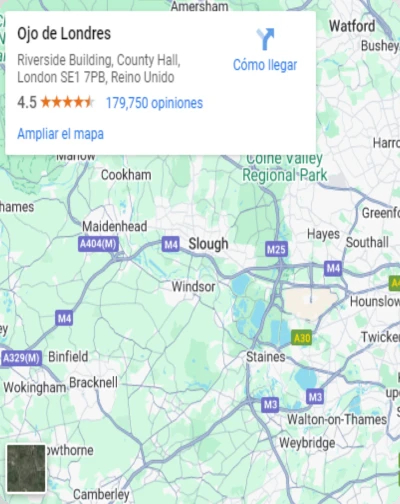 Amersham
Watford
Bushey
Ojo de Londres
Riverside Building, County Hall,
London SE1 7PB, Reino Unido
Cómo llegar
4.5
179,750 opiniones
Ampliar el mapa
Marlow
Colne Valley
Regional Park
Cookham
Harro
hames
Maidenhead
Greenfo
A404(M)
M4
Slough
M25
Hayes
Southall
M4
Windsor
Hounslow
M4
A30
Twicke
A329(M)
Binfield
Staines
Wokingham
Bracknell
M3
M3
Walton-on-Thames
Weybridge
owthorne
Camberley